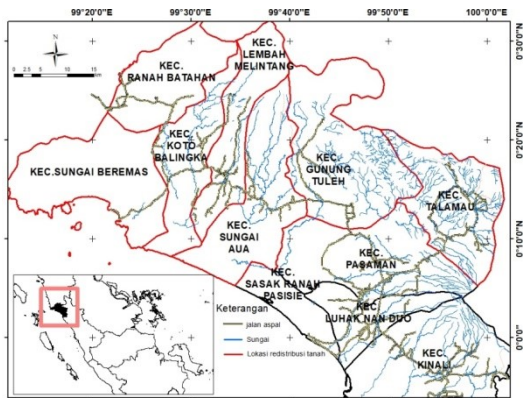 99°20'0"E 99°30'0"E 99°40'0"E 99°50'0"E 100°0'0"E
N
0 2.5 5 10 15
KEC.
LEMBAH
MELINTANG
KEC.
RANAH BATAHAN
0°30'0"N
KEC.
KOTO
BALINGKA
KEC.
GUNUNG
TULEH
0°20'0"N
KEC.SUNGAI BEREMAS
KEC.
TALAMAU
KEC.
SUNGAI
AUA
KEC.
PASAMAN
0°10'0"N
KEC.
SASAK RANAH
PASISIE
KEC.
LUHAK NAN DUO
KEC.
KINALI
0°0'0"
Keterangan
jalan aspal
Sungai
Lokasi redistribusi tanah